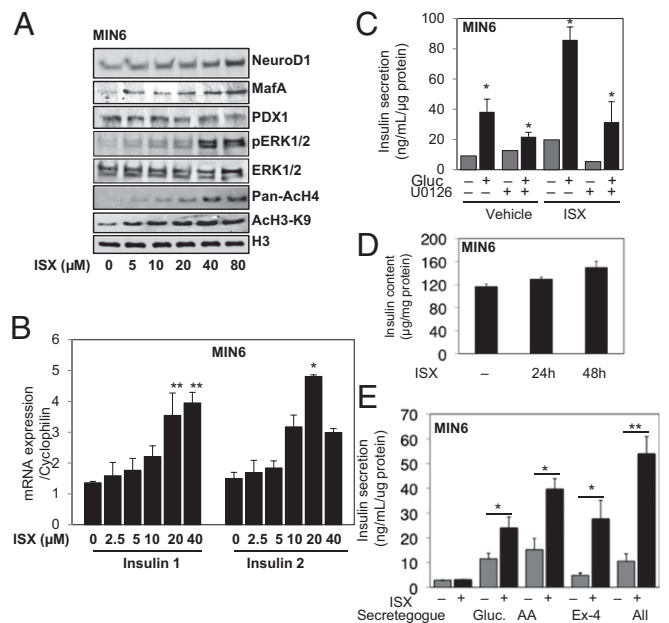 A
MIN6
NeuroD1
MafA
PDX1
pERK1/2
ERK1/2
Pan-AcH4
AcH3-K9
H3
ISX (µM) 0 5 10 20 40 80
B
MIN6
mRNA expression
/Cyclophilin
6
5
4
3
2
1
0
** ** *
ISX (µM) 0 2.5 5 10 20 40 0 2.5 5 10 20 40
Insulin 1 Insulin 2
C
MIN6
Insulin secretion
(ng/mL/µg protein)
100
80
60
40
20
0
* * * *
Gluc – + – + – + – +
U0126 – – + + – – + +
Vehicle ISX
D
MIN6
Insulin content
(µg/mg protein)
200
160
120
80
40
0
ISX – 24h 48h
E
MIN6
Insulin secretion
(ng/mL/ug protein)
70
60
50
40
30
20
10
0
* * * **
ISX – + – + – + – + – +
Secretegogue Gluc. AA Ex-4 All